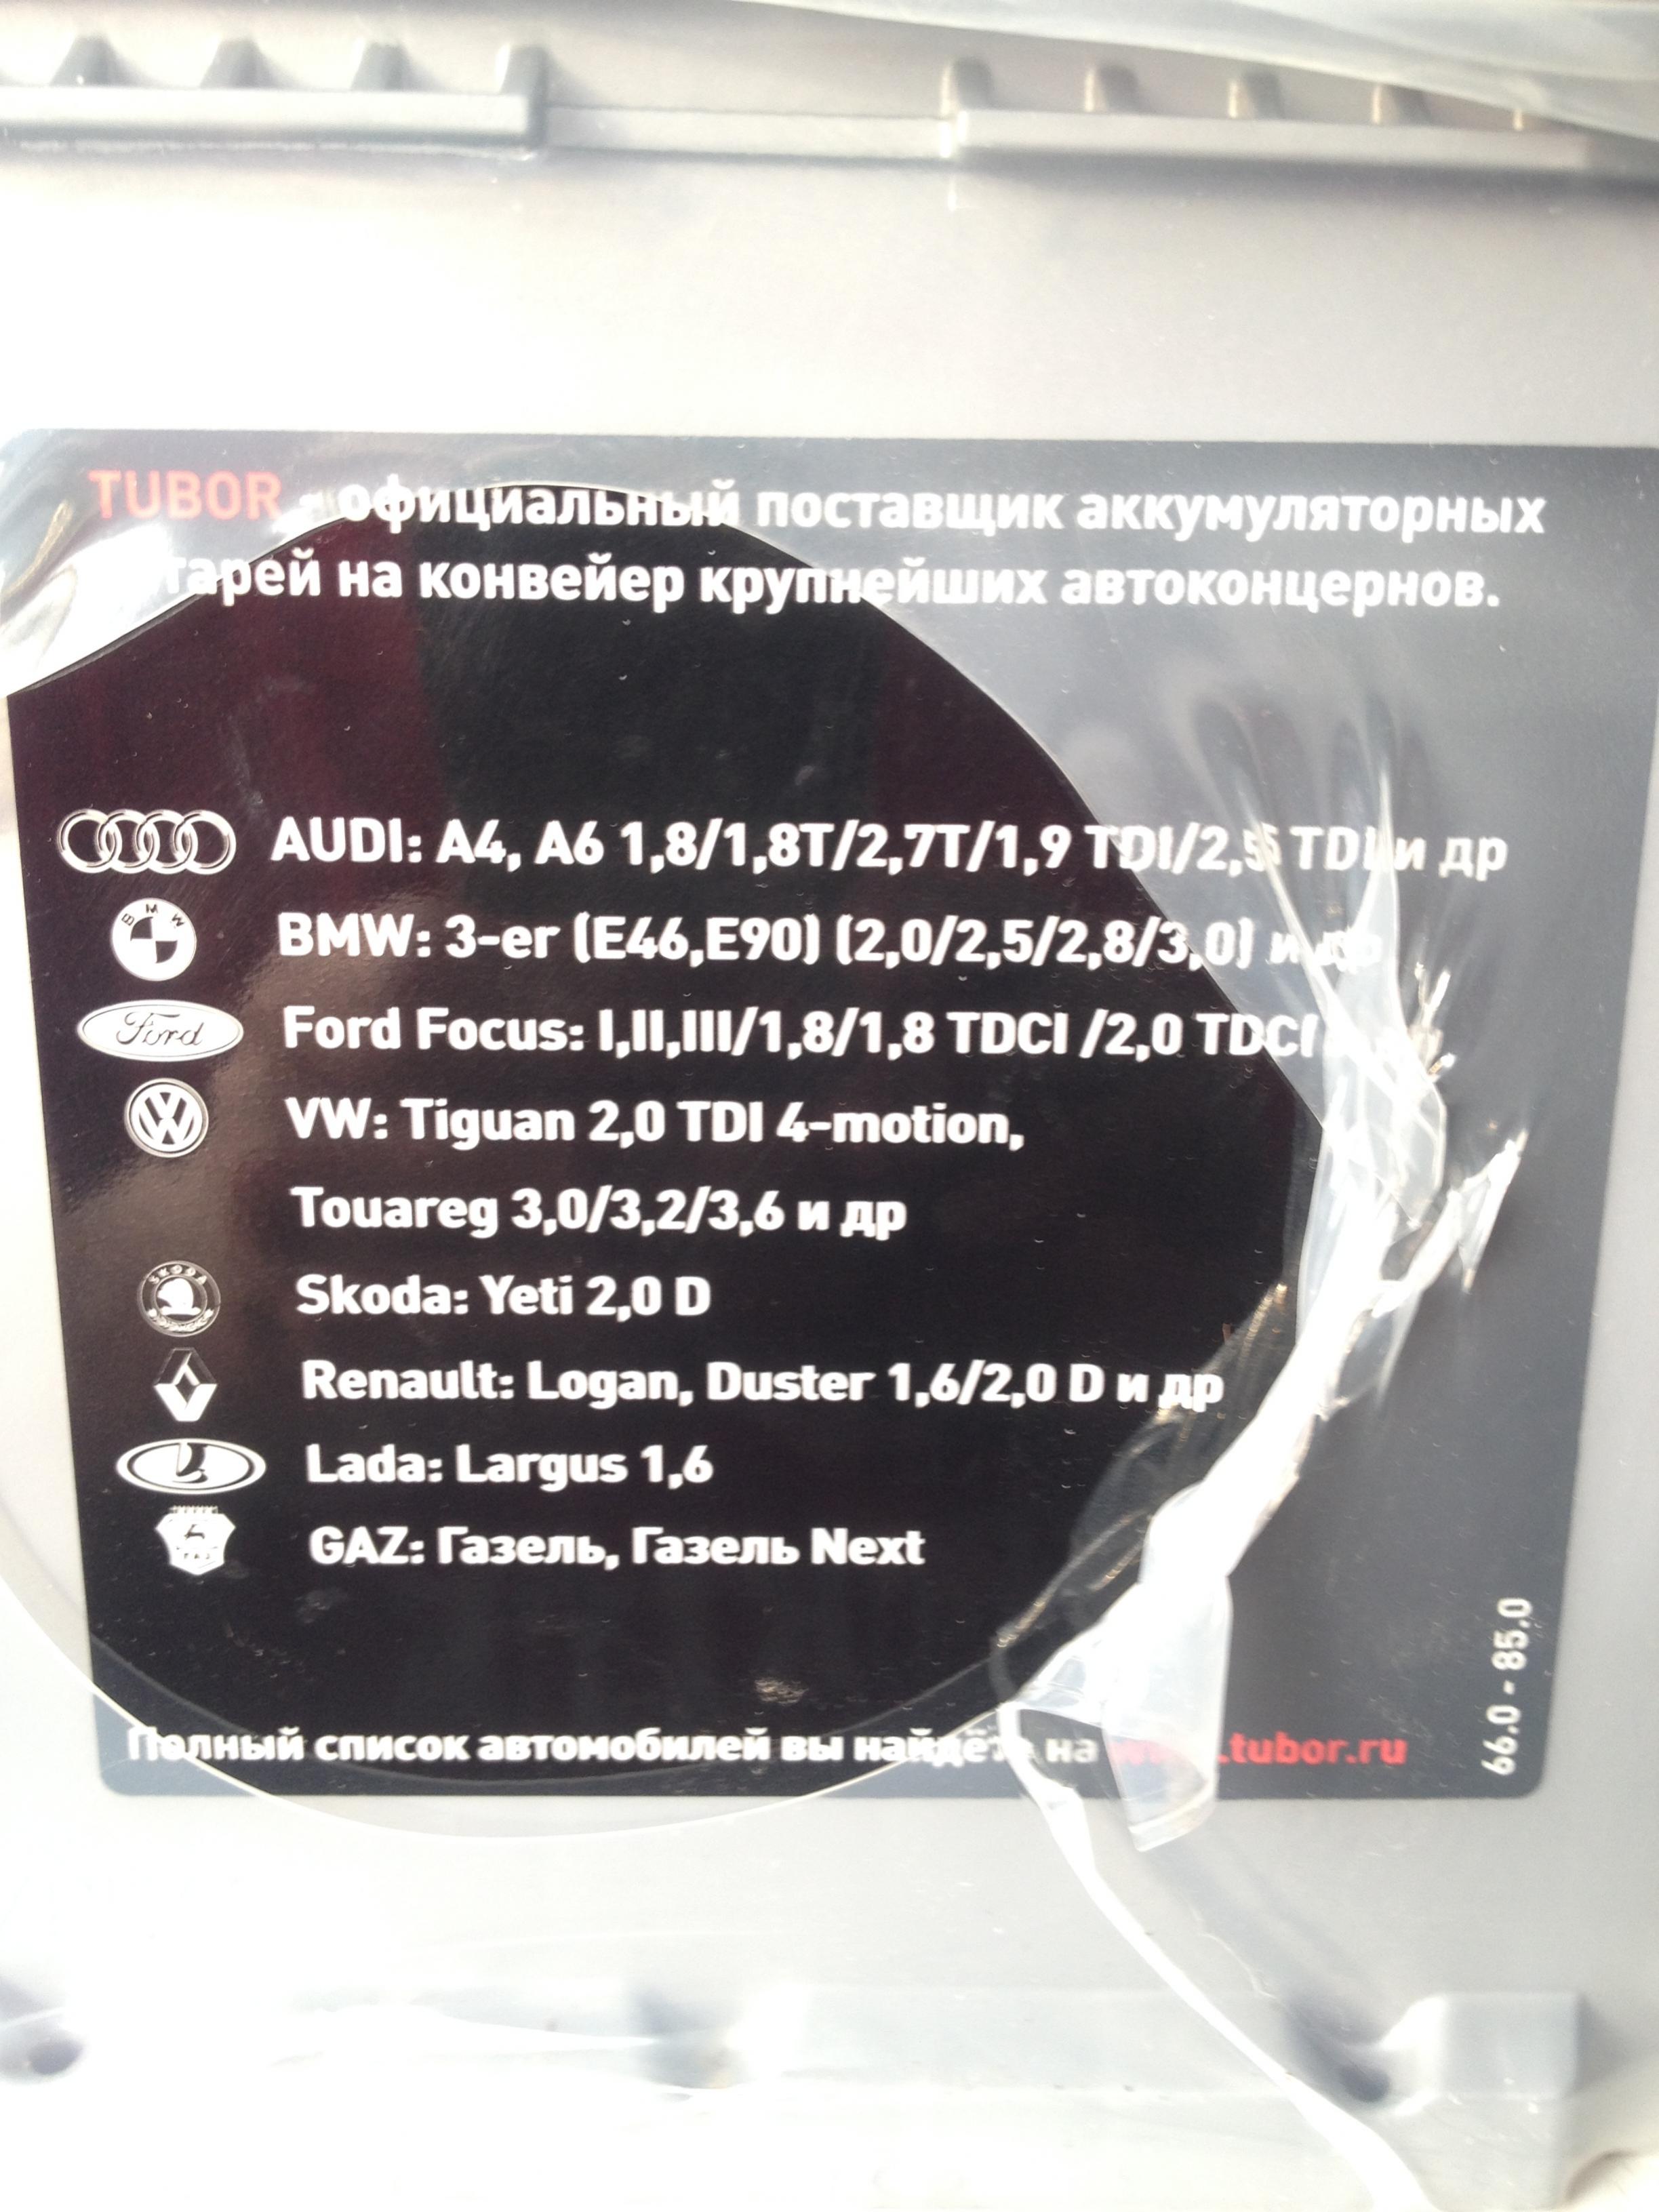 TUBOR - официальный поставщик аккумуляторных
на конвейер крупнейших автоконцернов.
AUDI: A4, A6 1,8/1,8T/2,7T/1,9 TDI/2,5 TDI и др
BMW: 3-er (E46,E90) (2,0/2,5/2,8/3,0) и др
Ford
Ford Focus: I,II,III/1,8/1,8 TDCI /2,0 TDCI
VW: Tiguan 2,0 TDI 4-motion,
Touareg 3,0/3,2/3,6 и др
SKODA
Skoda: Yeti 2,0 D
Renault: Logan, Duster 1,6/2,0 D и др
Lada: Largus 1,6
GAZ: Газель, Газель Next
Полный список автомобилей вы найдёте на www.tubor.ru
66.0 - 85.0